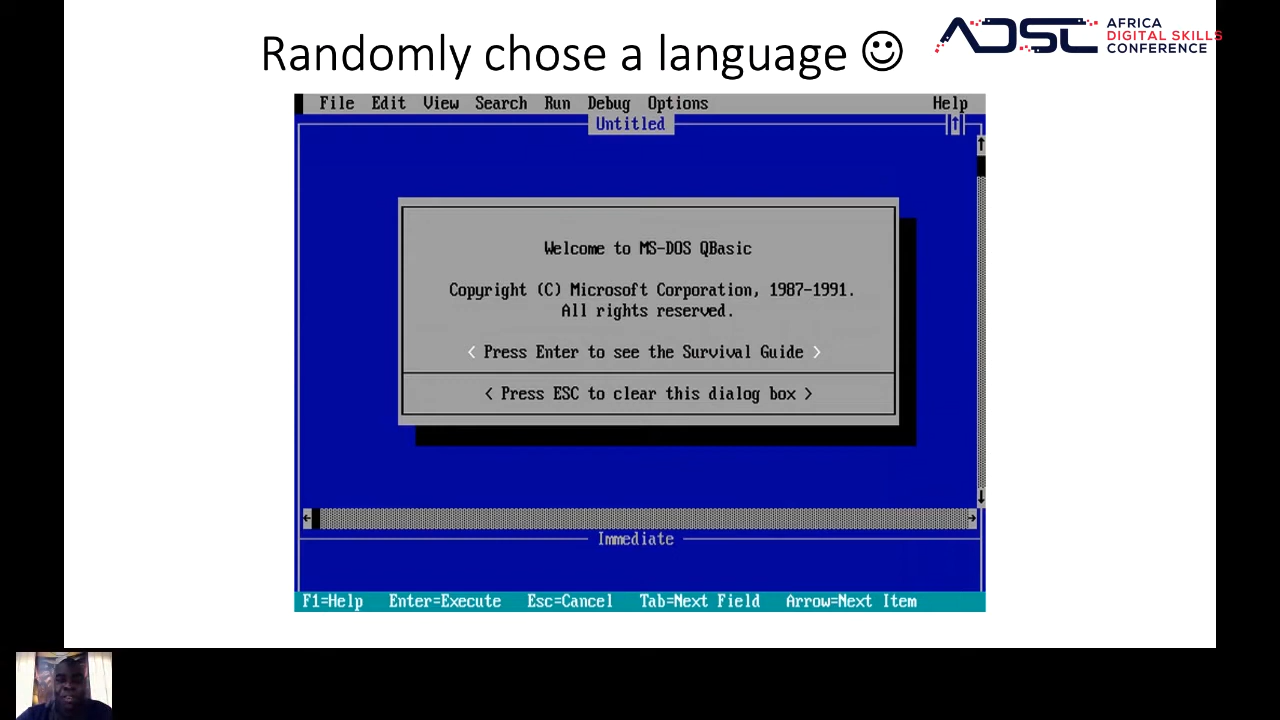 Randomly chose a language
AFRICA
DIGITAL SKILLS
CONFERENCE
ADSC
File Edit View Search Run Debug Options Help
Untitled
Welcome to MS-DOS QBasic
Copyright (C) Microsoft Corporation, 1987-1991.
All rights reserved.
< Press Enter to see the Survival Guide >
< Press ESC to clear this dialog box >
Immediate
F1=Help Enter=Execute Esc=Cancel Tab=Next Field Arrow=Next Item